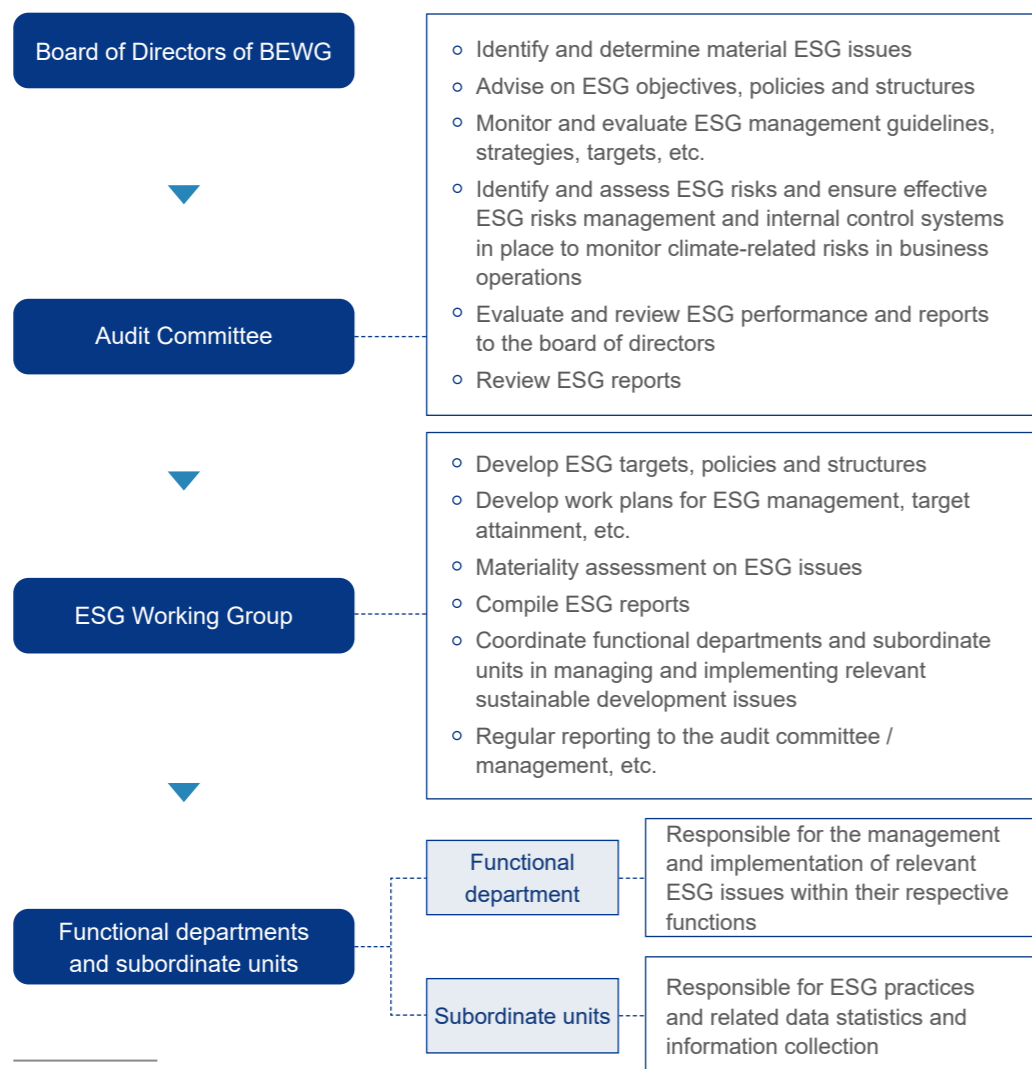 Board of Directors of BEWG
Identify and determine material ESG issues
Advise on ESG objectives, policies and structures
Monitor and evaluate ESG management guidelines,
strategies, targets, etc.
Identify and assess ESG risks and ensure effective
ESG risks management and internal control systems
in place to monitor climate-related risks in business
operations
Audit Committee
Evaluate and review ESG performance and reports
to the board of directors
Review ESG reports
Develop ESG targets, policies and structures
Develop work plans for ESG management, target
attainment, etc.
Materiality assessment on ESG issues
ESG Working Group
Compile ESG reports
Coordinate functional departments and subordinate
units in managing and implementing relevant
sustainable development issues
Regular reporting to the audit committee /
management, etc.
Functional departments
and subordinate units
Functional
department
Responsible for the management
and implementation of relevant
ESG issues within their respective
functions
Subordinate units
Responsible for ESG practices
and related data statistics and
information collection